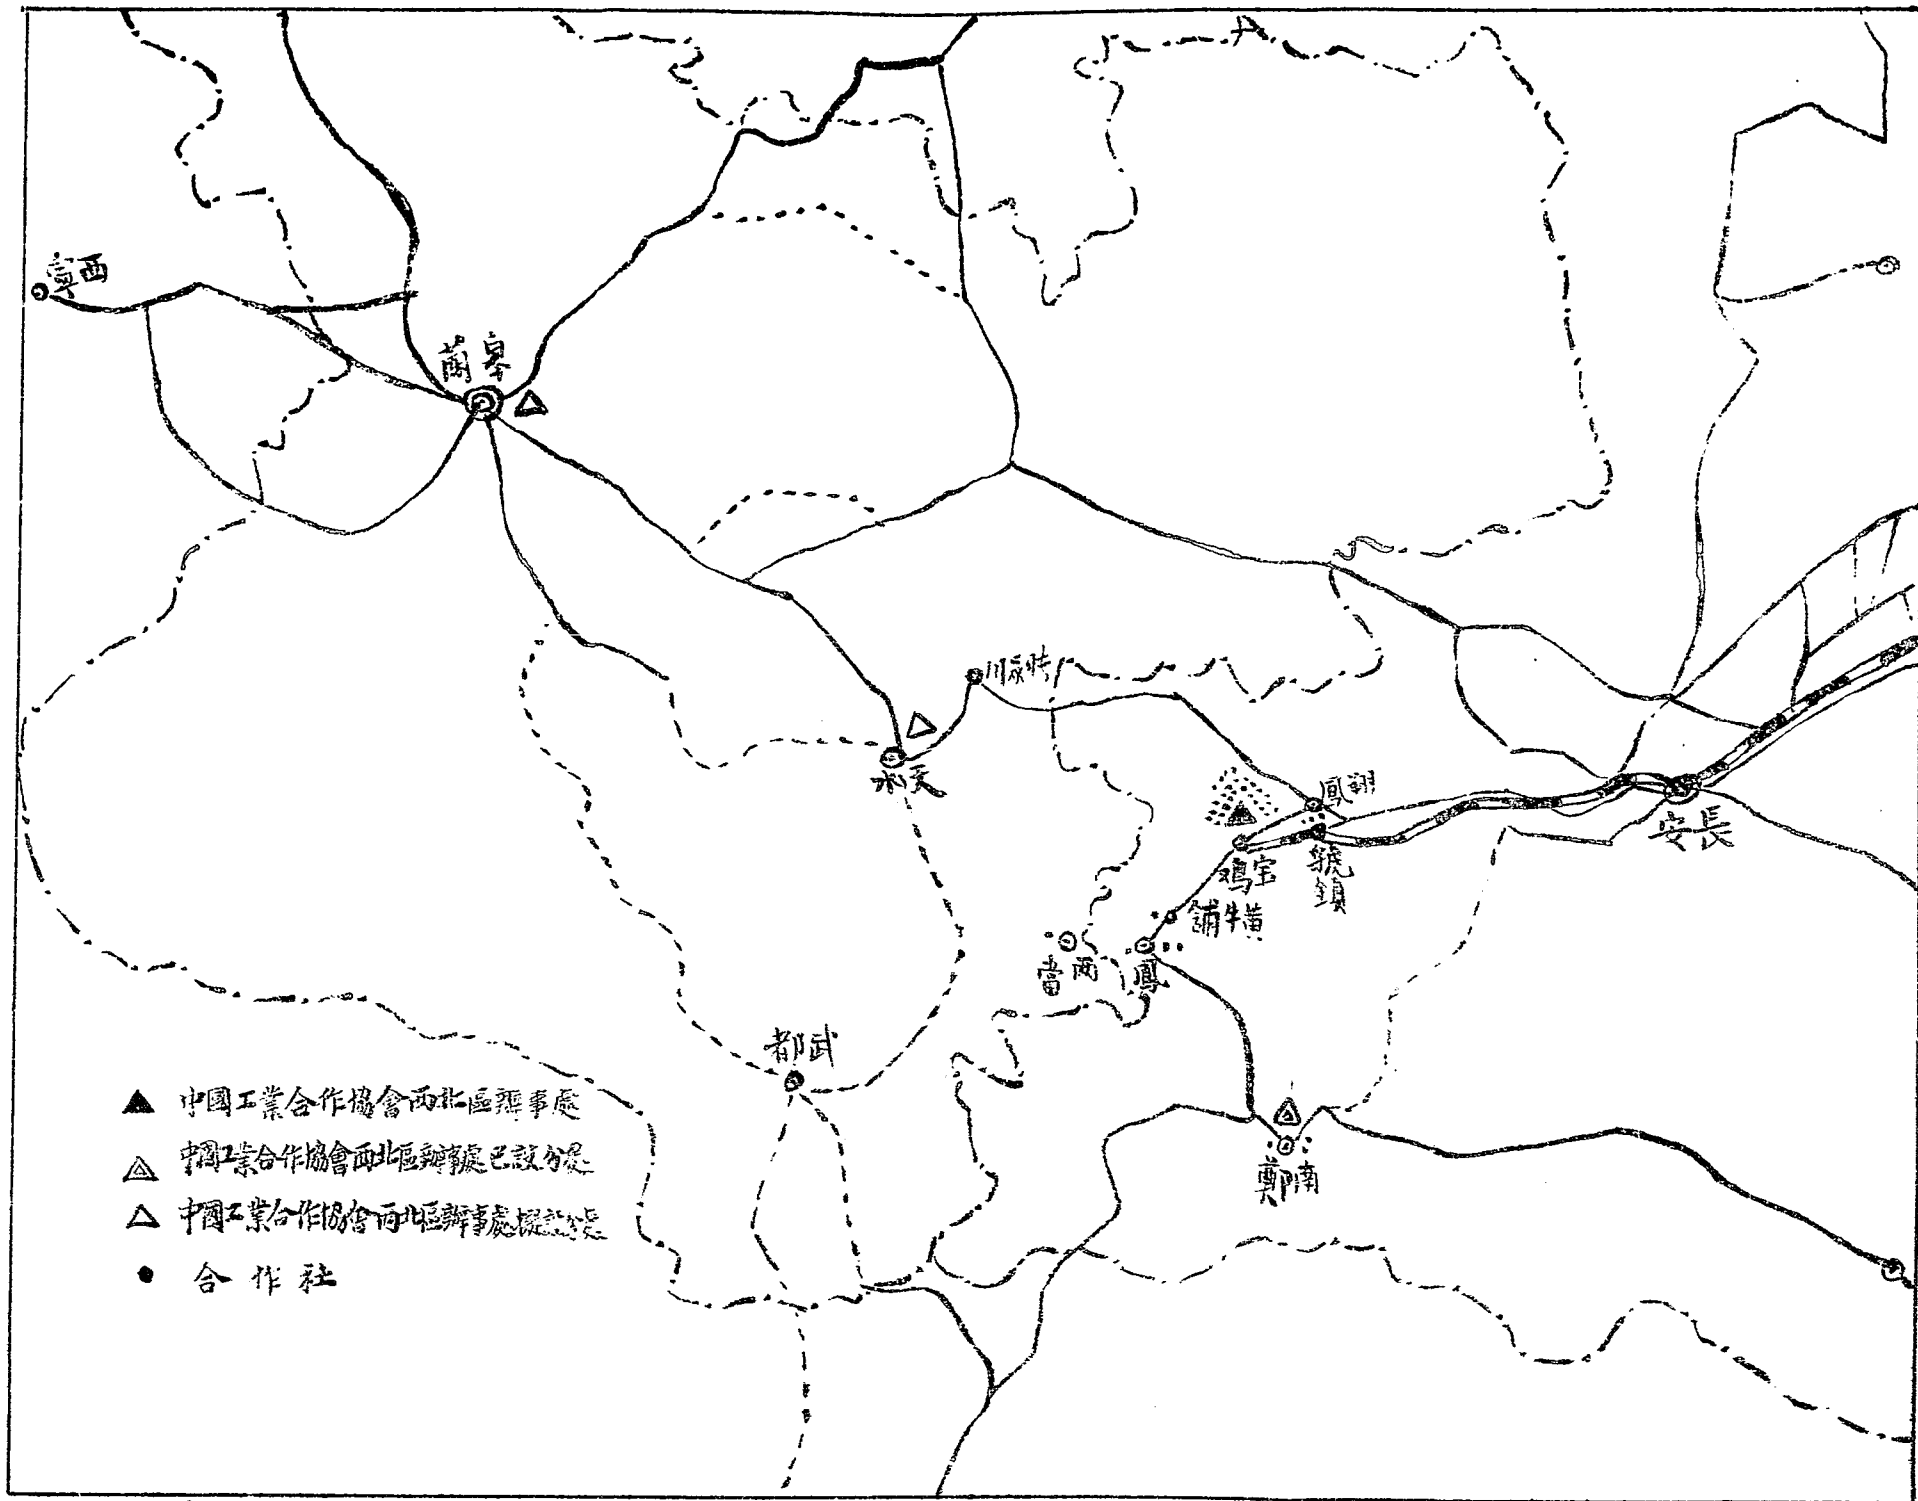 西寧
皋蘭
天水
鳳翔
長安
虢鎮
宝鷄
黃牛鋪
兩當
鳳
武都
南鄭
中國工業合作協會西北區辦事處
中國工業合作協會西北區辦事處已設分處
中國工業合作協會西北區辦事處擬設分處
合作社